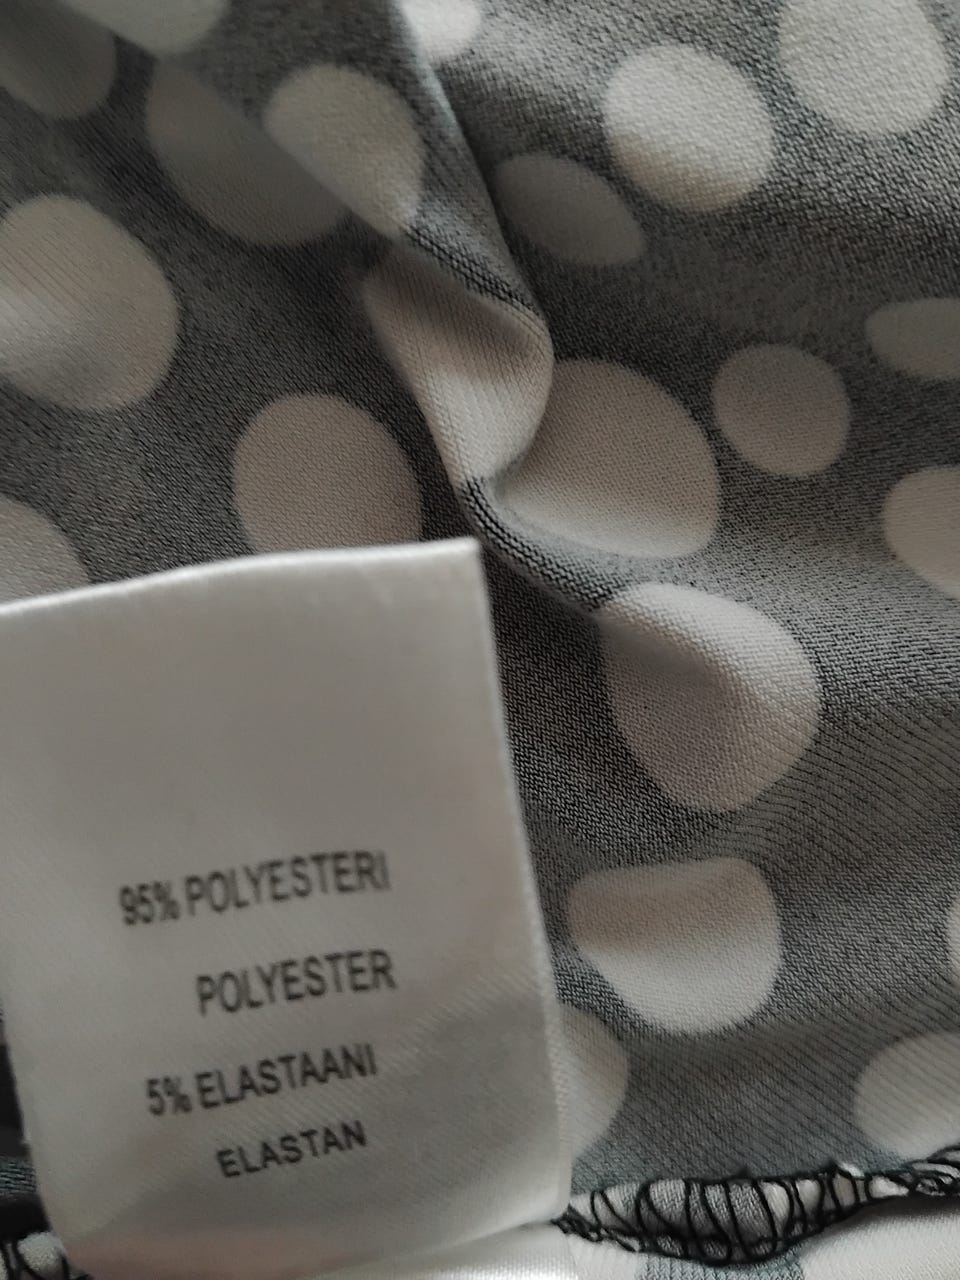 95% POLYESTERI
POLYESTER
5% ELASTAANI
ELASTAN